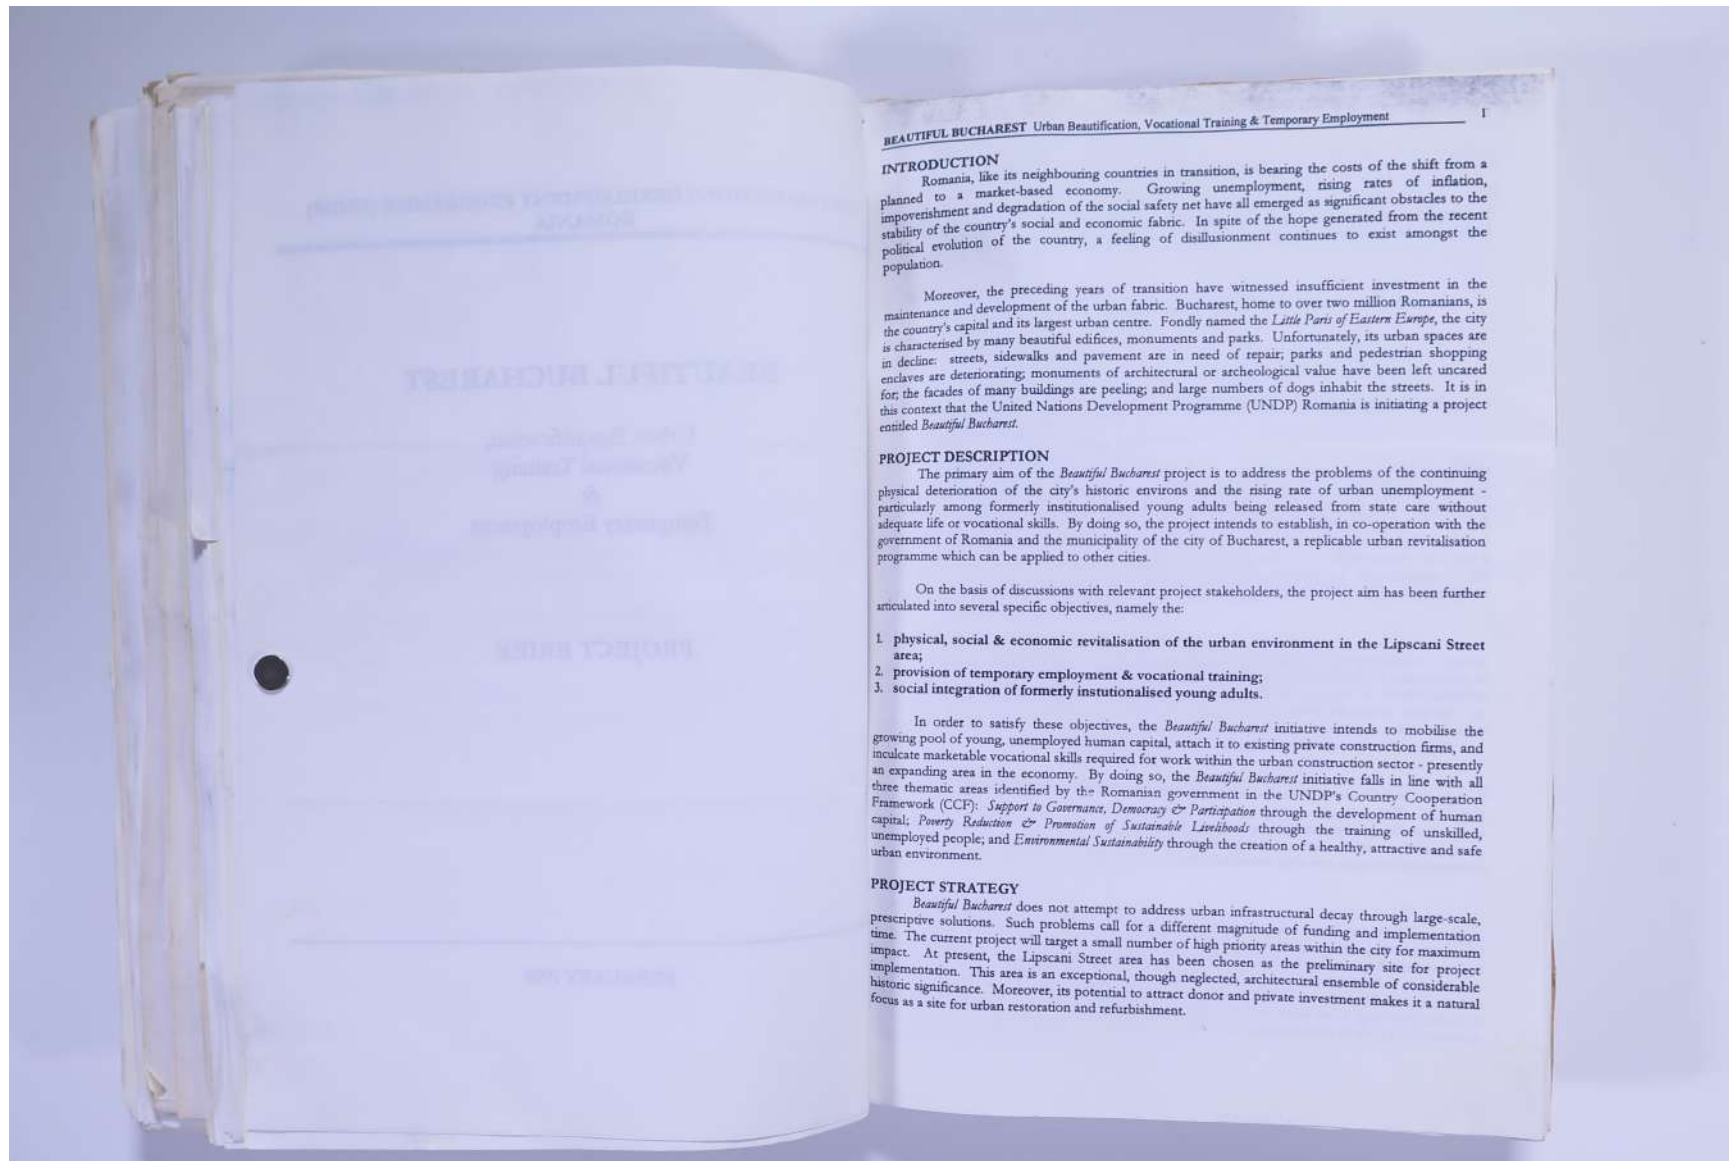 BEAUTIFUL BUCHAREST Urban Beautification, Vocational Training & Temporary Employment 1
INTRODUCTION
Romania, like its neighbouring countries in transition, is bearing the costs of the shift from a
planned to a market-based economy. Growing unemployment, rising rates of inflation,
impoverishment and degradation of the social safety net have all emerged as significant obstacles to the
stability of the country's social and economic fabric. In spite of the hope generated from the recent
political evolution of the country, a feeling of disillusionment continues to exist amongst the
population.
Moreover, the preceding years of transition have witnessed insufficient investment in the
maintenance and development of the urban fabric. Bucharest, home to over two million Romanians, is
the country's capital and its largest urban centre. Fondly named the Little Paris of Eastern Europe, the city
is characterised by many beautiful edifices, monuments and parks. Unfortunately, its urban spaces are
in decline: streets, sidewalks and pavement are in need of repair; parks and pedestrian shopping
enclaves are deteriorating; monuments of architectural or archeological value have been left uncared
for; the facades of many buildings are peeling; and large numbers of dogs inhabit the streets. It is in
this context that the United Nations Development Programme (UNDP) Romania is initiating a project
entitled Beautiful Bucharest.
PROJECT DESCRIPTION
The primary aim of the Beautiful Bucharest project is to address the problems of the continuing
physical deterioration of the city's historic environs and the rising rate of urban unemployment -
particularly among formerly institutionalised young adults being released from state care without
adequate life or vocational skills. By doing so, the project intends to establish, in co-operation with the
government of Romania and the municipality of the city of Bucharest, a replicable urban revitalisation
programme which can be applied to other cities.
On the basis of discussions with relevant project stakeholders, the project aim has been further
articulated into several specific objectives, namely the:
1. physical, social & economic revitalisation of the urban environment in the Lipscani Street
area;
2. provision of temporary employment & vocational training;
3. social integration of formerly instutionalised young adults.
In order to satisfy these objectives, the Beautiful Bucharest initiative intends to mobilise the
growing pool of young, unemployed human capital, attach it to existing private construction firms, and
inculcate marketable vocational skills required for work within the urban construction sector - presently
an expanding area in the economy. By doing so, the Beautiful Bucharest initiative falls in line with all
three thematic areas identified by the Romanian government in the UNDP's Country Cooperation
Framework (CCF): Support to Governance, Democracy & Participation through the development of human
capital; Poverty Reduction & Promotion of Sustainable Livelihoods through the training of unskilled,
unemployed people; and Environmental Sustainability through the creation of a healthy, attractive and safe
urban environment.
PROJECT STRATEGY
Beautiful Bucharest does not attempt to address urban infrastructural decay through large-scale,
prescriptive solutions. Such problems call for a different magnitude of funding and implementation
time. The current project will target a small number of high priority areas within the city for maximum
impact. At present, the Lipscani Street area has been chosen as the preliminary site for project
implementation. This area is an exceptional, though neglected, architectural ensemble of considerable
historic significance. Moreover, its potential to attract donor and private investment makes it a natural
focus as a site for urban restoration and refurbishment.